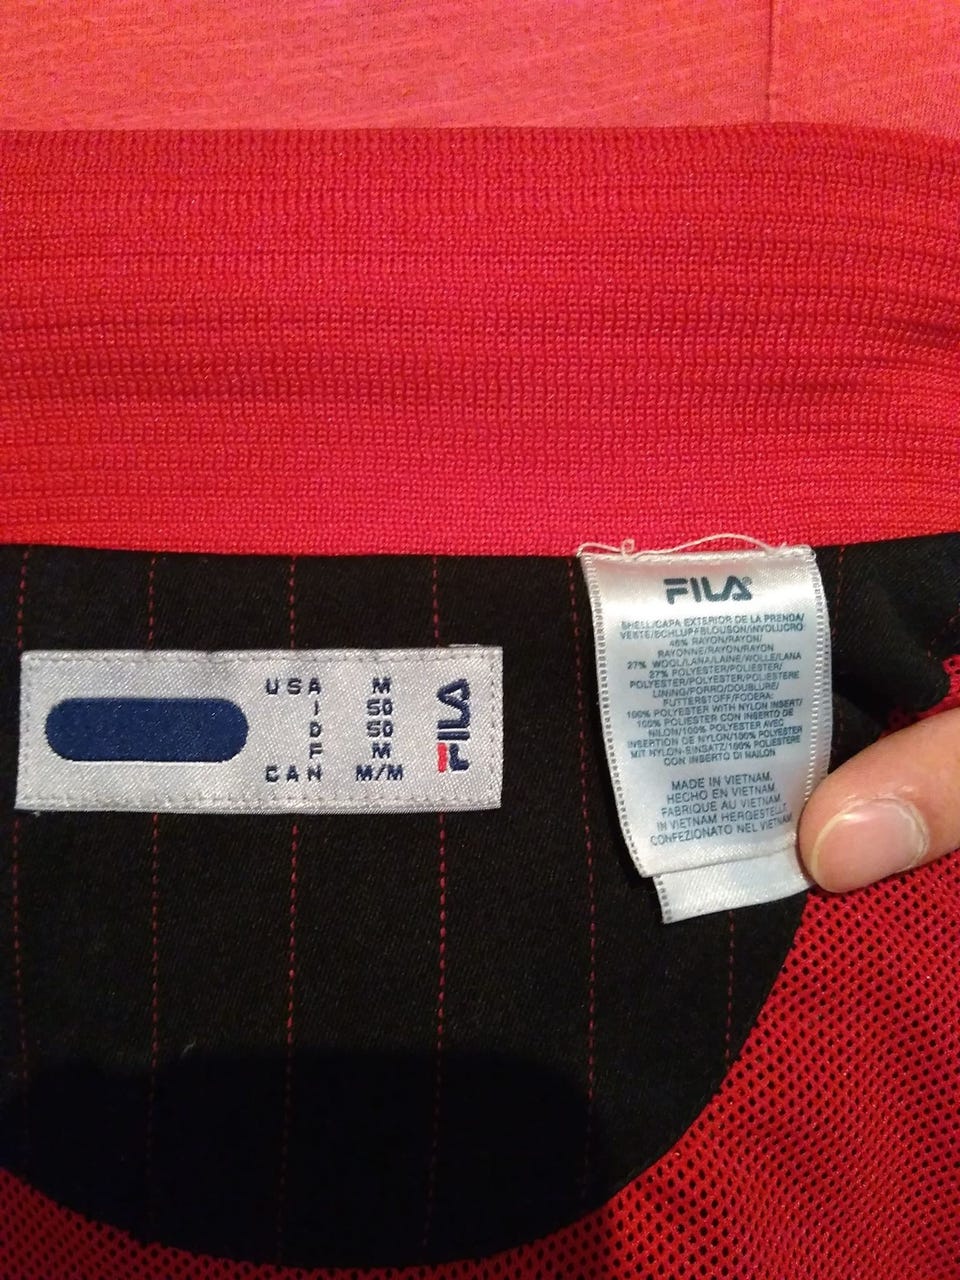 USA M
I 50
D 50
F M
CAN M/M
FILA
FILA
SHELL/CAPA EXTERIOR DE LA PRENDA/
VESTE/SCHLUPFBLOUSON/INVOLUCRO:
46% RAYON/RAYON/
RAYONNE/RAYON/RAYON
27% WOOL/LANA/LAINE/WOLLE/LANA
27% POLYESTER/POLIESTER/
POLYESTER/POLYESTER/POLIESTERE
LINING/FORRO/DOUBLURE/
FUTTERSTOFF/FODERA:
100% POLYESTER WITH NYLON INSERT/
100% POLIESTER CON INSERTO DE
NILON/100% POLYESTER AVEC
INSERTION DE NYLON/100% POLYESTER
MIT NYLON-EINSATZ/100% POLIESTERE
CON INSERTO DI NAILON
MADE IN VIETNAM.
HECHO EN VIETNAM
FABRIQUE AU VIETNAM
IN VIETNAM HERGESTELLT
CONFEZIONATO NEL VIETNAM